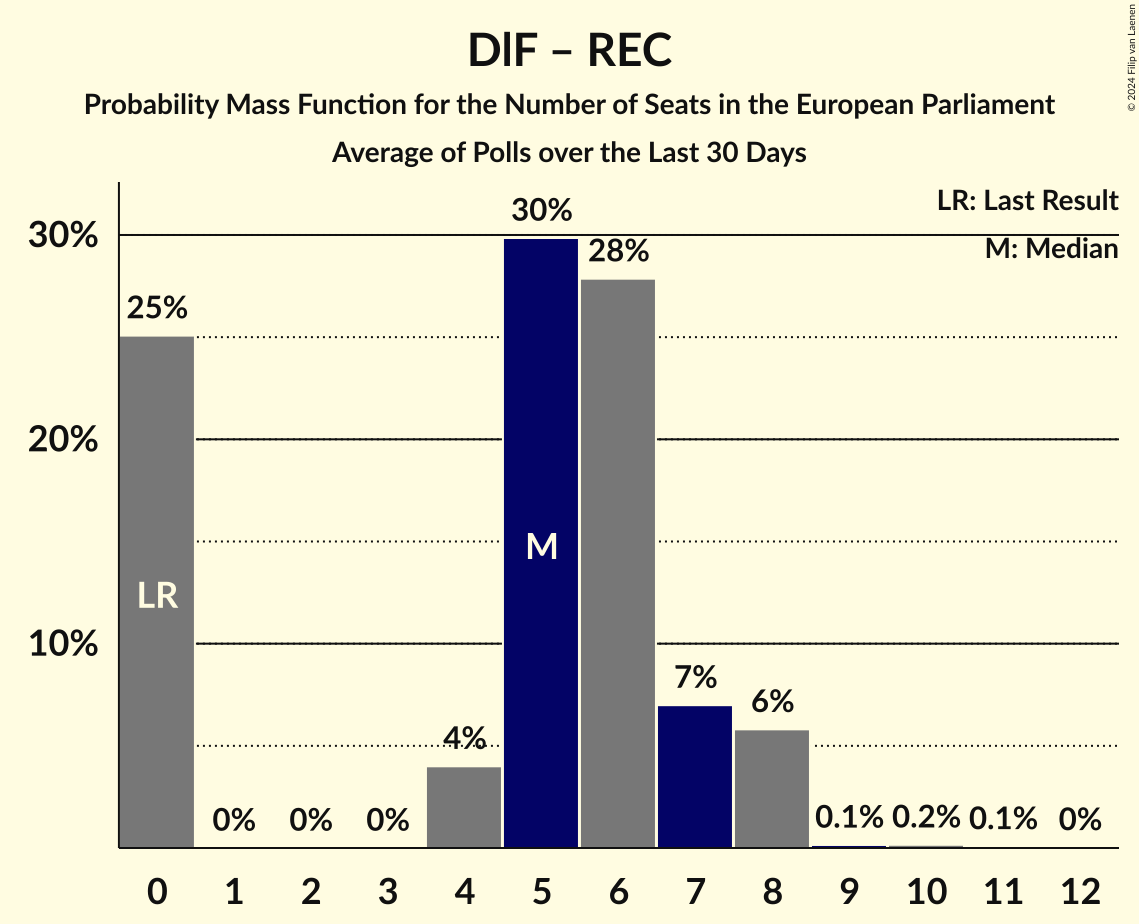 DIF – REC
Probability Mass Function for the Number of Seats in the European Parliament
Average of Polls over the Last 30 Days
© 2024 Filip van Laenen
LR: Last Result
M: Median
30%
20%
10%
25%
0%
0%
0%
4%
30%
28%
7%
6%
0.1%
0.2%
0.1%
0%
LR
M
0 1 2 3 4 5 6 7 8 9 10 11 12